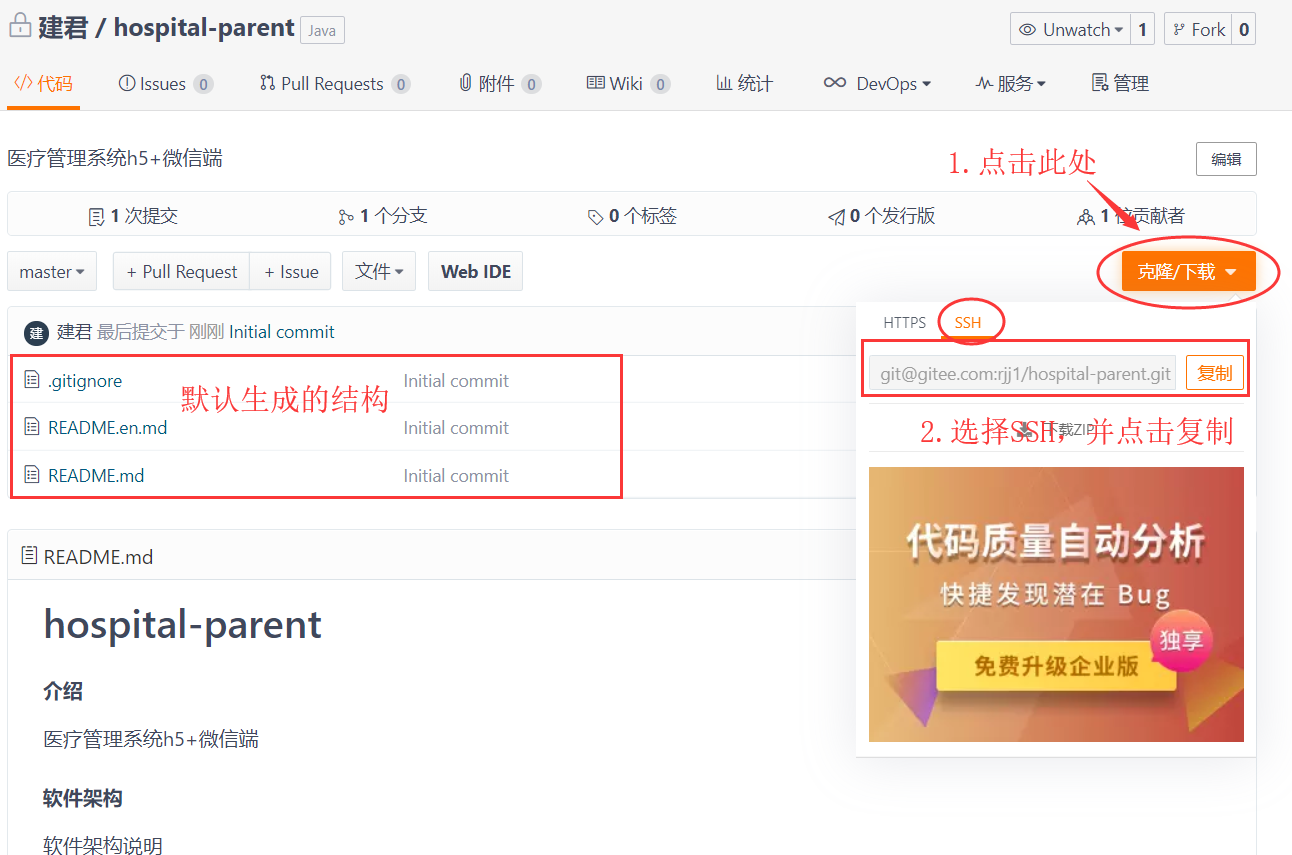 建君 / hospital-parent Java Unwatch 1 Fork 0
代码 Issues 0 Pull Requests 0 附件 0 Wiki 0 统计 DevOps 服务 管理
医疗管理系统h5+微信端 1.点击此处 编辑
1 次提交 1 个分支 0 个标签 0 个发行版 1 位贡献者
master + Pull Request + Issue 文件 Web IDE 克隆/下载
建 建君 最后提交于 刚刚 Initial commit
HTTPS SSH
.gitignore Initial commit
默认生成的结构
git@gitee.com:rjj1/hospital-parent.git 复制
README.en.md Initial commit
下载ZIP
2.选择SSH，并点击复制
README.md Initial commit
代码质量自动分析
快捷发现潜在 Bug
独享
免费升级企业版
README.md
hospital-parent
介绍
医疗管理系统h5+微信端
软件架构
软件架构说明